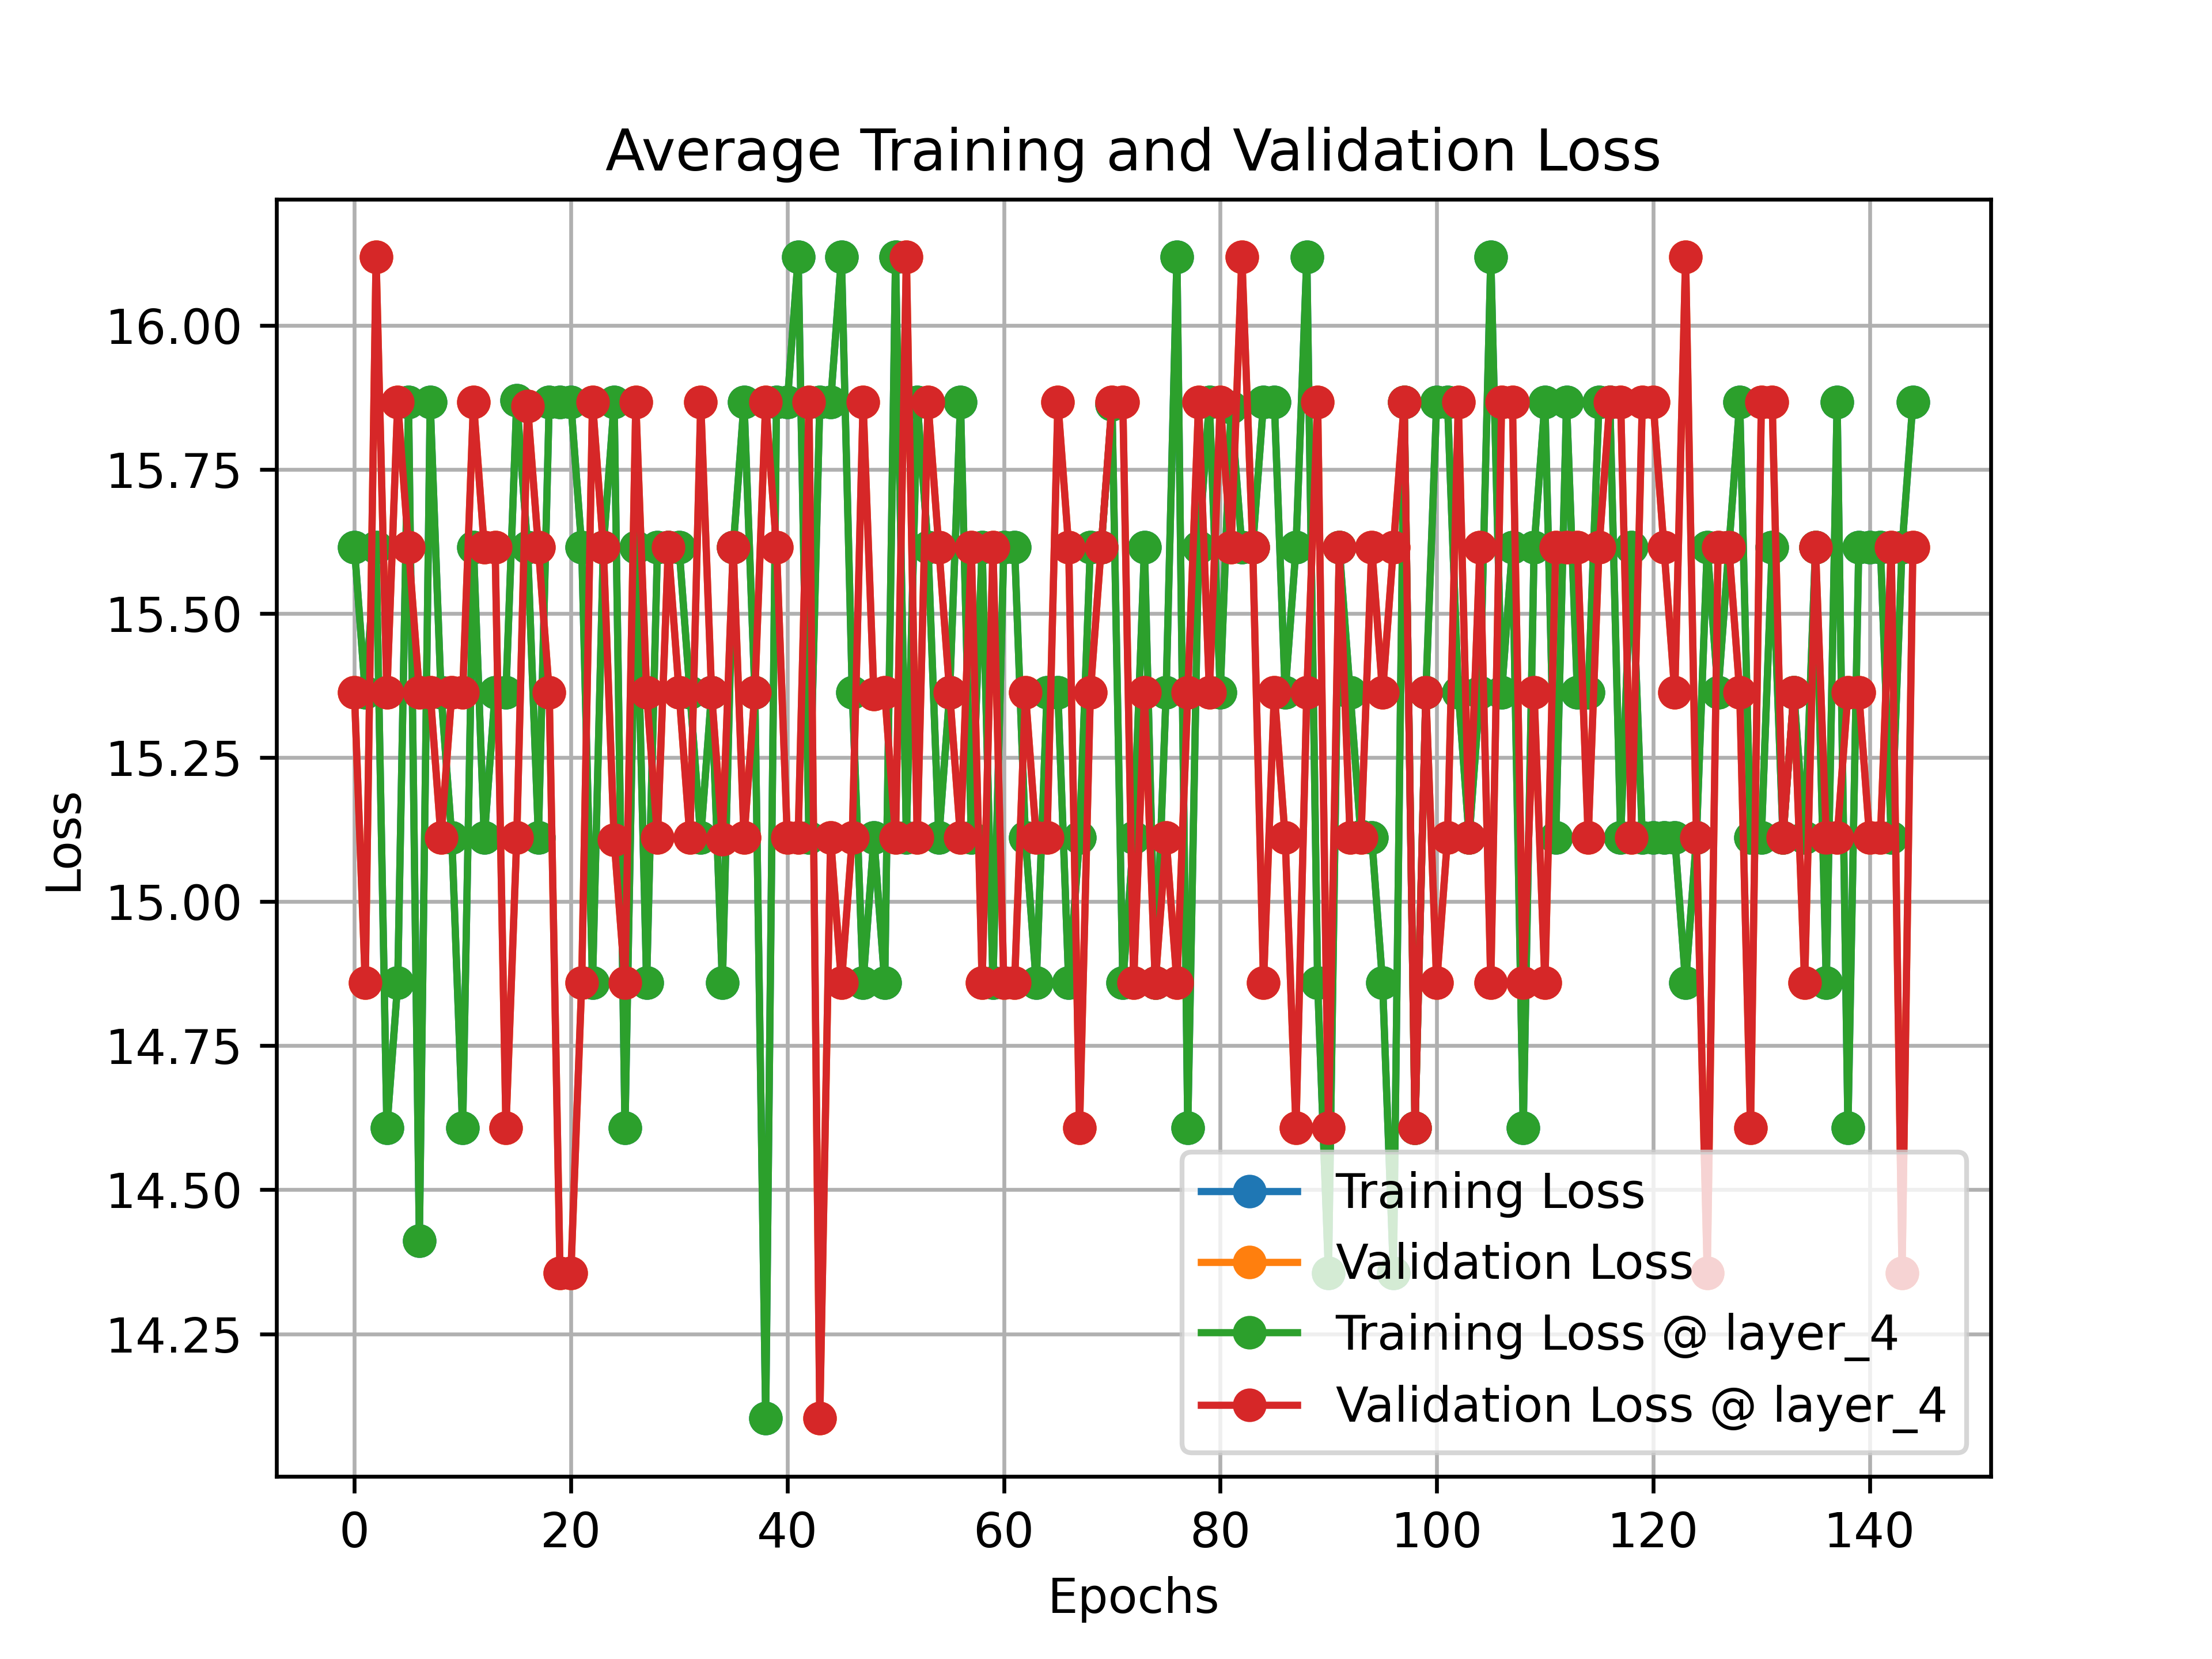 Average Training and Validation Loss
Loss
16.00
15.75
15.50
15.25
15.00
14.75
14.50
14.25
Training Loss
Validation Loss
Training Loss @ layer_4
Validation Loss @ layer_4
0 20 40 60 80 100 120 140
Epochs